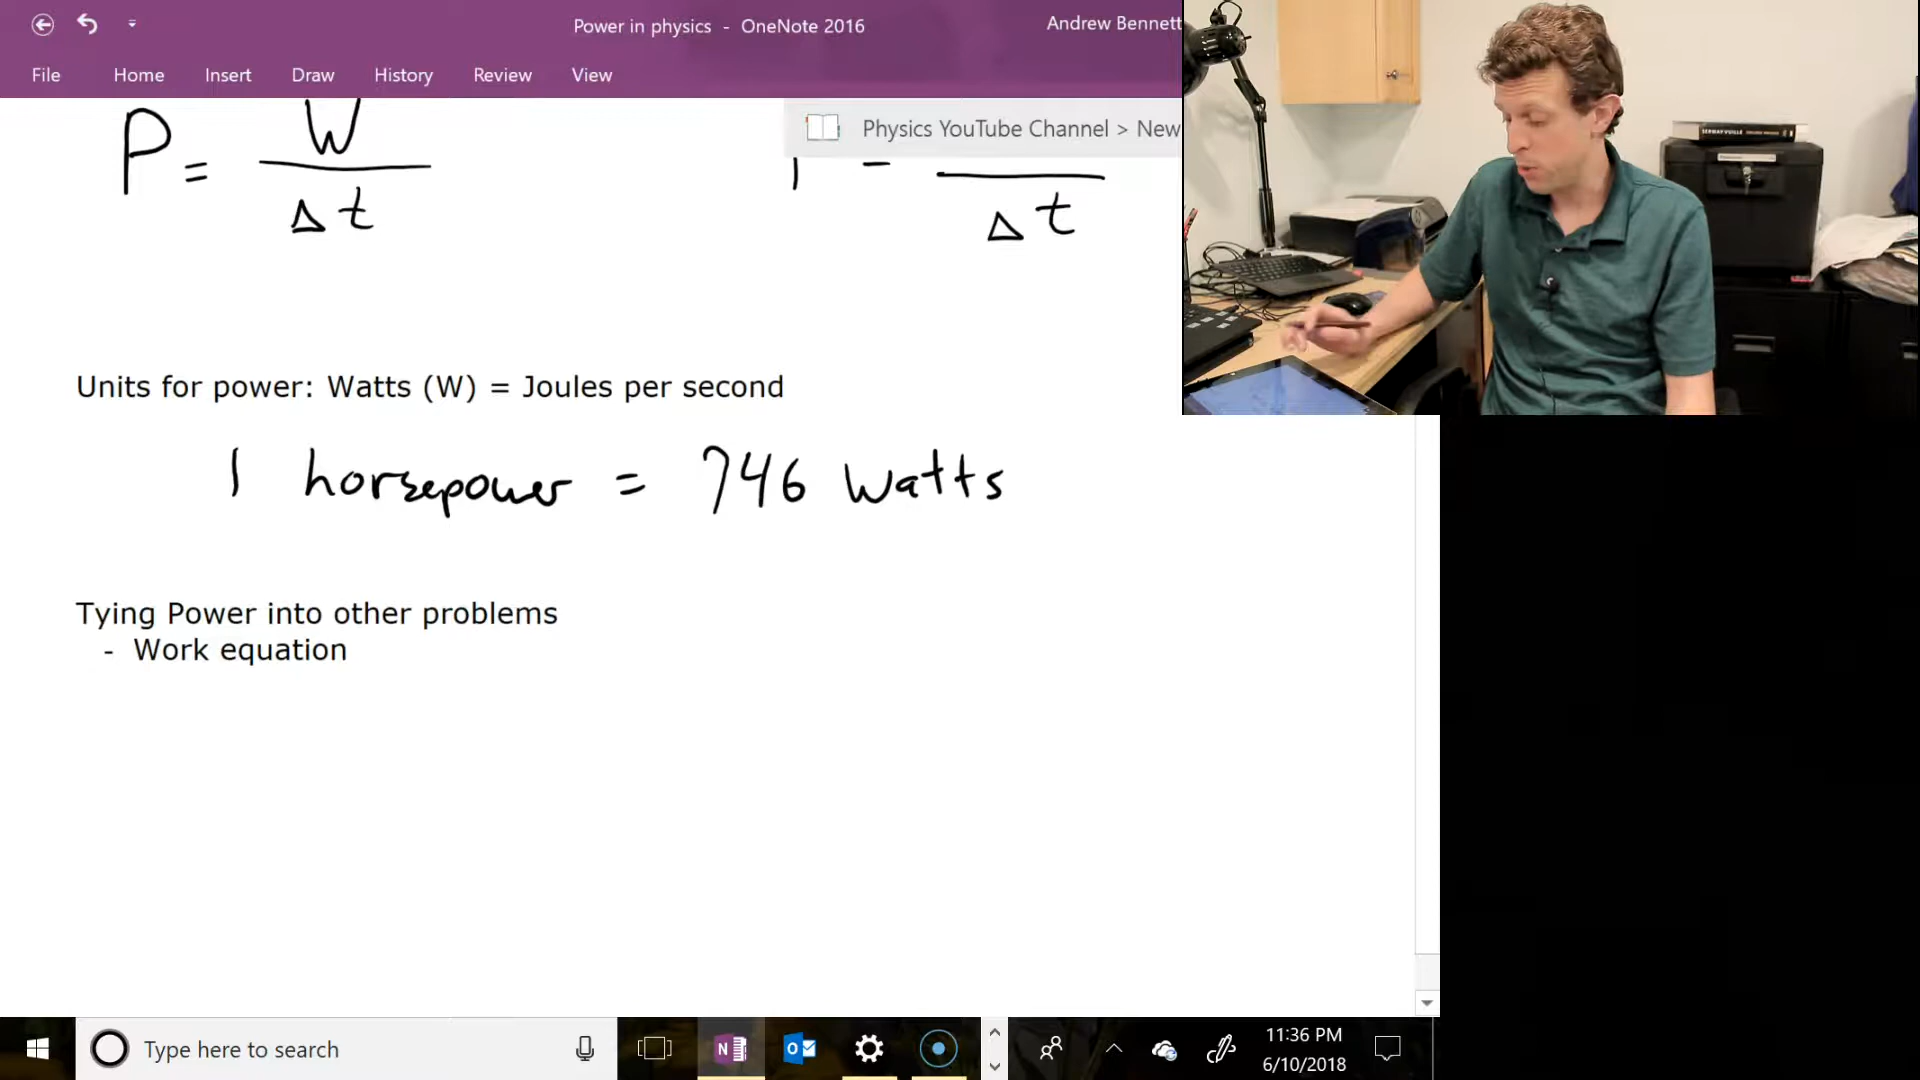 Power in physics - OneNote 2016
Andrew Bennett
File Home Insert Draw History Review View
Physics YouTube Channel > New
P = W
Δt
=
Δt
Units for power: Watts (W) = Joules per second
1 horsepower = 746 watts
Tying Power into other problems
- Work equation
Type here to search
11:36 PM
6/10/2018
SERWAY/VUILLE